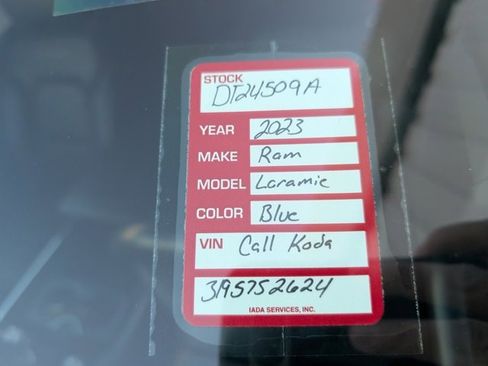 STOCK
DT24509A
YEAR 2023
MAKE Ram
MODEL Laramie
COLOR Blue
VIN Call Koda
3195752624
IADA SERVICES, INC.